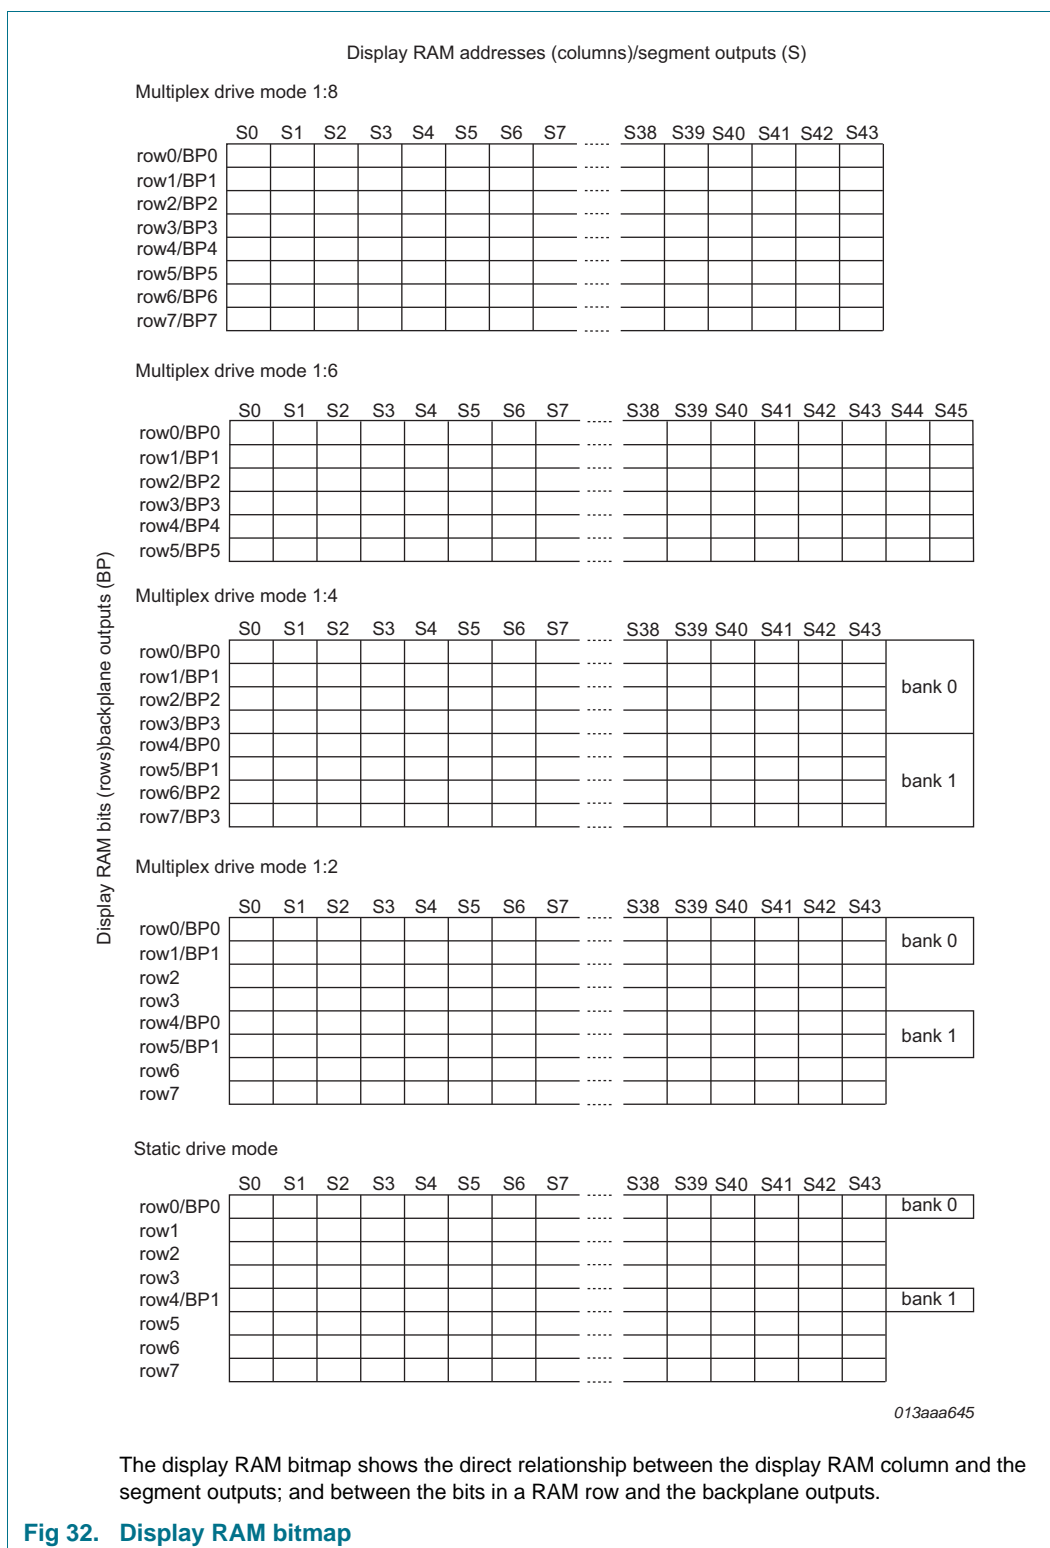 Display RAM addresses (columns)/segment outputs (S)
Multiplex drive mode 1:8
S0 S1 S2 S3 S4 S5 S6 S7 ..... S38 S39 S40 S41 S42 S43
row0/BP0
row1/BP1
row2/BP2
row3/BP3
row4/BP4
row5/BP5
row6/BP6
row7/BP7
Multiplex drive mode 1:6
S0 S1 S2 S3 S4 S5 S6 S7 ..... S38 S39 S40 S41 S42 S43 S44 S45
row0/BP0
row1/BP1
row2/BP2
row3/BP3
row4/BP4
row5/BP5
Display RAM bits (rows)backplane outputs (BP)
Multiplex drive mode 1:4
S0 S1 S2 S3 S4 S5 S6 S7 ..... S38 S39 S40 S41 S42 S43
row0/BP0
row1/BP1
bank 0
row2/BP2
row3/BP3
row4/BP0
row5/BP1
bank 1
row6/BP2
row7/BP3
Multiplex drive mode 1:2
S0 S1 S2 S3 S4 S5 S6 S7 ..... S38 S39 S40 S41 S42 S43
row0/BP0
bank 0
row1/BP1
row2
row3
row4/BP0
bank 1
row5/BP1
row6
row7
Static drive mode
S0 S1 S2 S3 S4 S5 S6 S7 ..... S38 S39 S40 S41 S42 S43
row0/BP0 bank 0
row1
row2
row3
row4/BP1 bank 1
row5
row6
row7
013aaa645
The display RAM bitmap shows the direct relationship between the display RAM column and the
segment outputs; and between the bits in a RAM row and the backplane outputs.
Fig 32. Display RAM bitmap